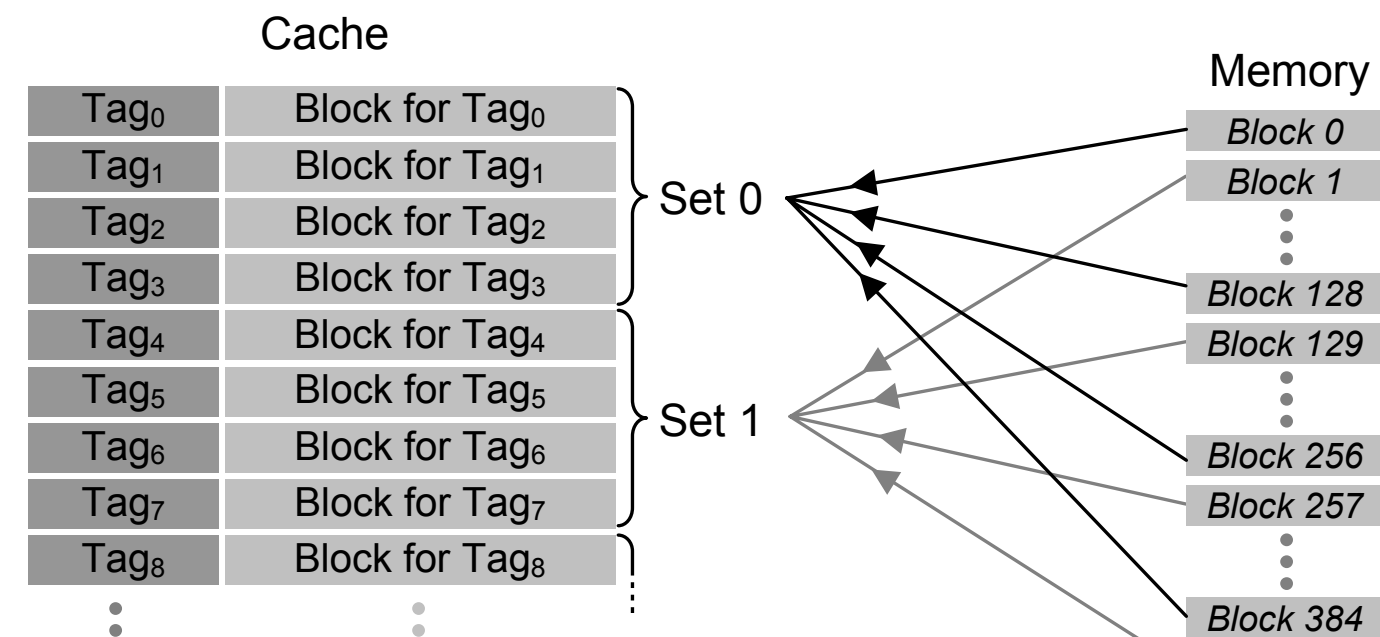 Cache
Memory
Tag₀ Block for Tag₀
Tag₁ Block for Tag₁
Tag₂ Block for Tag₂
Tag₃ Block for Tag₃
Set 0
Tag₄ Block for Tag₄
Tag₅ Block for Tag₅
Tag₆ Block for Tag₆
Tag₇ Block for Tag₇
Set 1
Tag₈ Block for Tag₈
Block 0
Block 1
Block 128
Block 129
Block 256
Block 257
Block 384